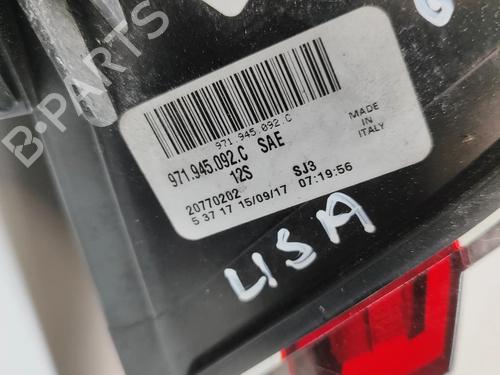 B-PARTS
971.945.092.C
971.945.092.C SAE
MADE IN
ITALY
12S SJ3
20770202
5 37 17 15/09/17 07:19:56
LISA